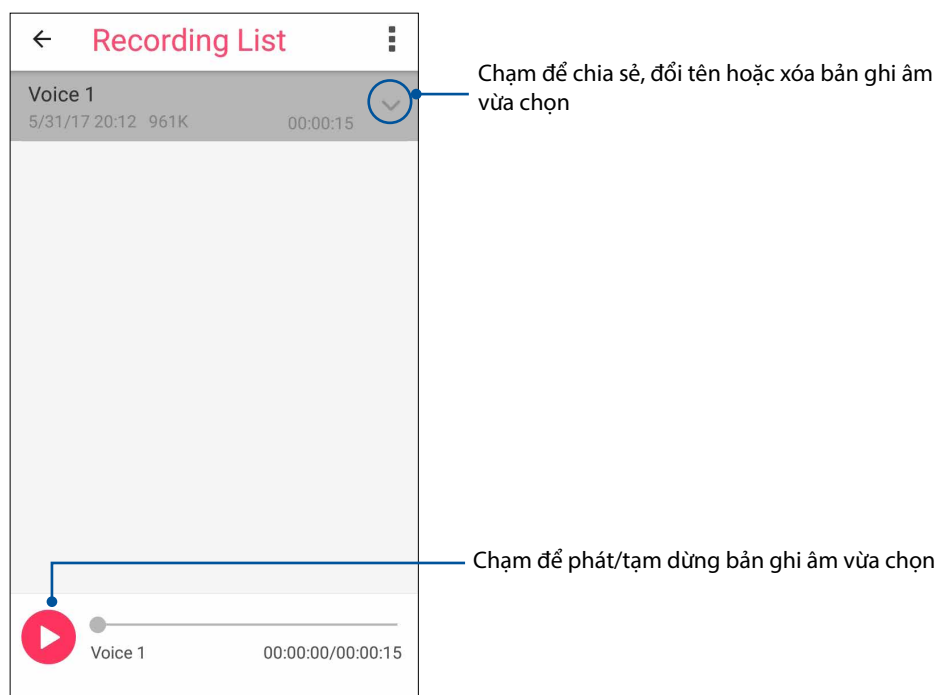 Recording List
Voice 1
5/31/17 20:12 961K 00:00:15
Chạm để chia sẻ, đổi tên hoặc xóa bản ghi âm
vừa chọn
Chạm để phát/tạm dừng bản ghi âm vừa chọn
Voice 1 00:00:00/00:00:15